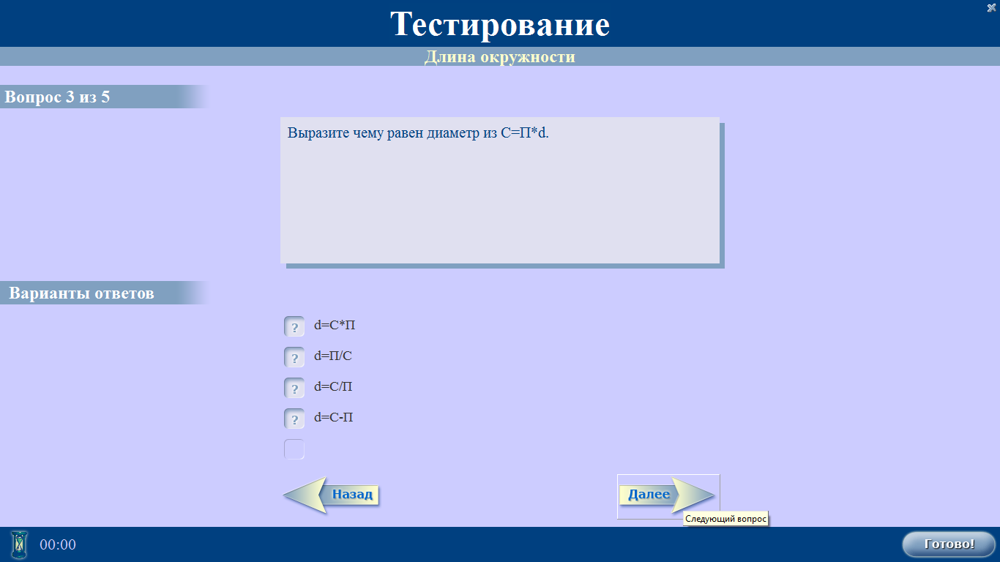 Тестирование
Длина окружности
Вопрос 3 из 5
Выразите чему равен диаметр из С=П*d.
Варианты ответов
? d=С*П
? d=П/С
? d=С/П
? d=С-П
Назад
Далее
Следующий вопрос
00:00
Готово!